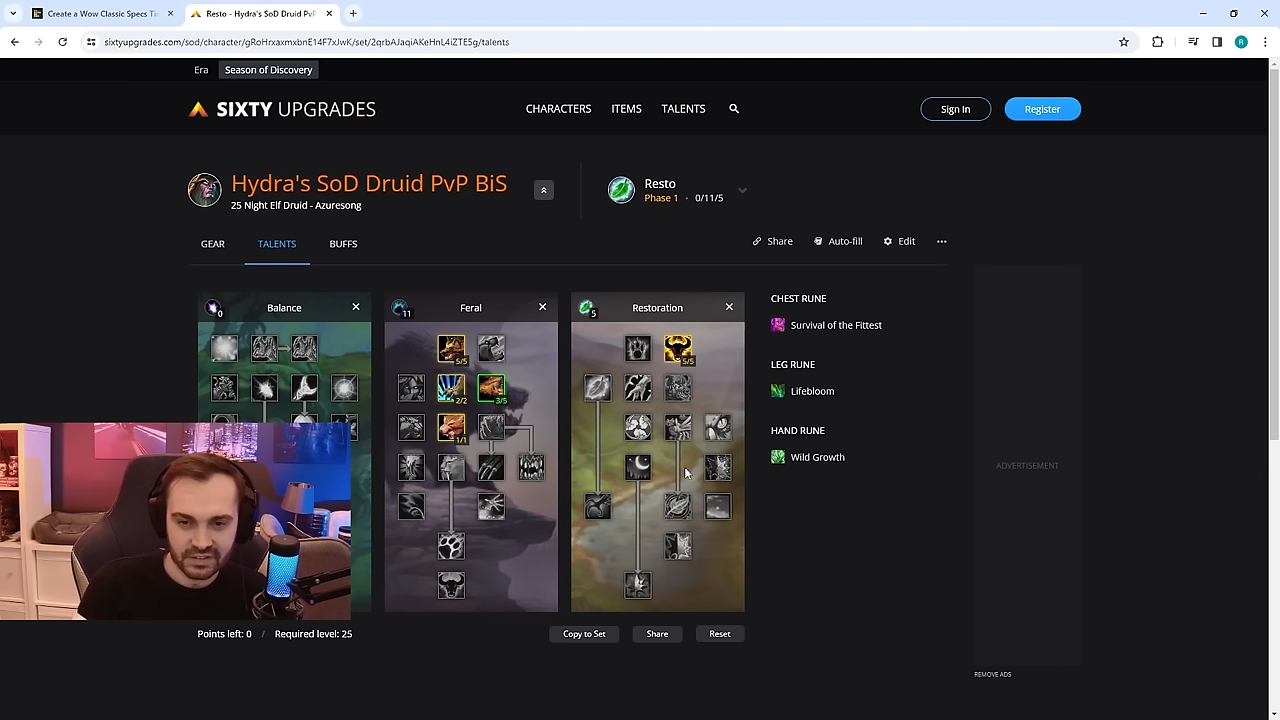 Create a Wow Classic Specs Tie
Resto - Hydra's SoD Druid PvP
sixtyupgrades.com/sod/character/gRoHrxaxmxbnE14F7xJwK/set/2qrbAJaqiAKeHnL4iZTE5g/talents
R
Era
Season of Discovery
SIXTY UPGRADES
CHARACTERS
ITEMS
TALENTS
Sign In
Register
Hydra's SoD Druid PvP BiS
25 Night Elf Druid - Azuresong
Resto
Phase 1 • 0/11/5
GEAR
TALENTS
BUFFS
Share
Auto-fill
Edit
0
Balance
11
Feral
5
Restoration
5/5
5/5
2/2
3/5
1/1
CHEST RUNE
Survival of the Fittest
LEG RUNE
Lifebloom
HAND RUNE
Wild Growth
ADVERTISEMENT
Points left: 0 / Required level: 25
Copy to Set
Share
Reset
REMOVE ADS